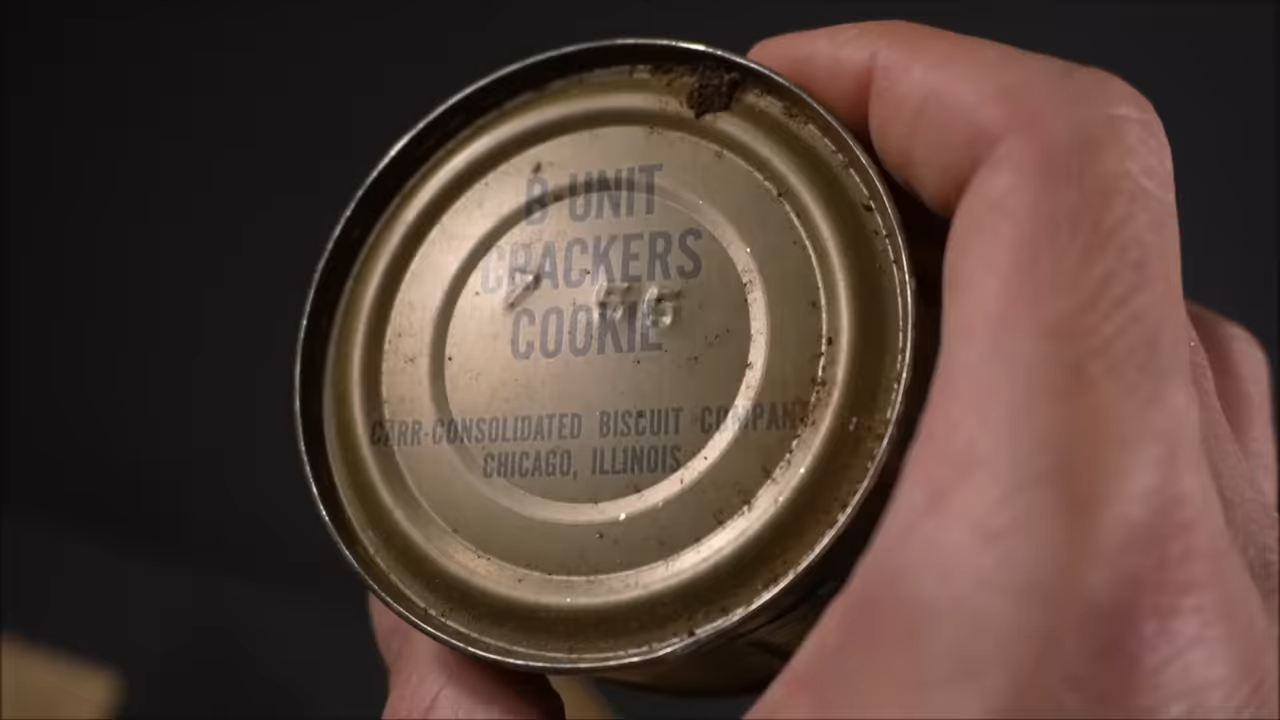 B UNIT
CRACKERS
COOKIE
CARR-CONSOLIDATED BISCUIT COMPANY
CHICAGO, ILLINOIS